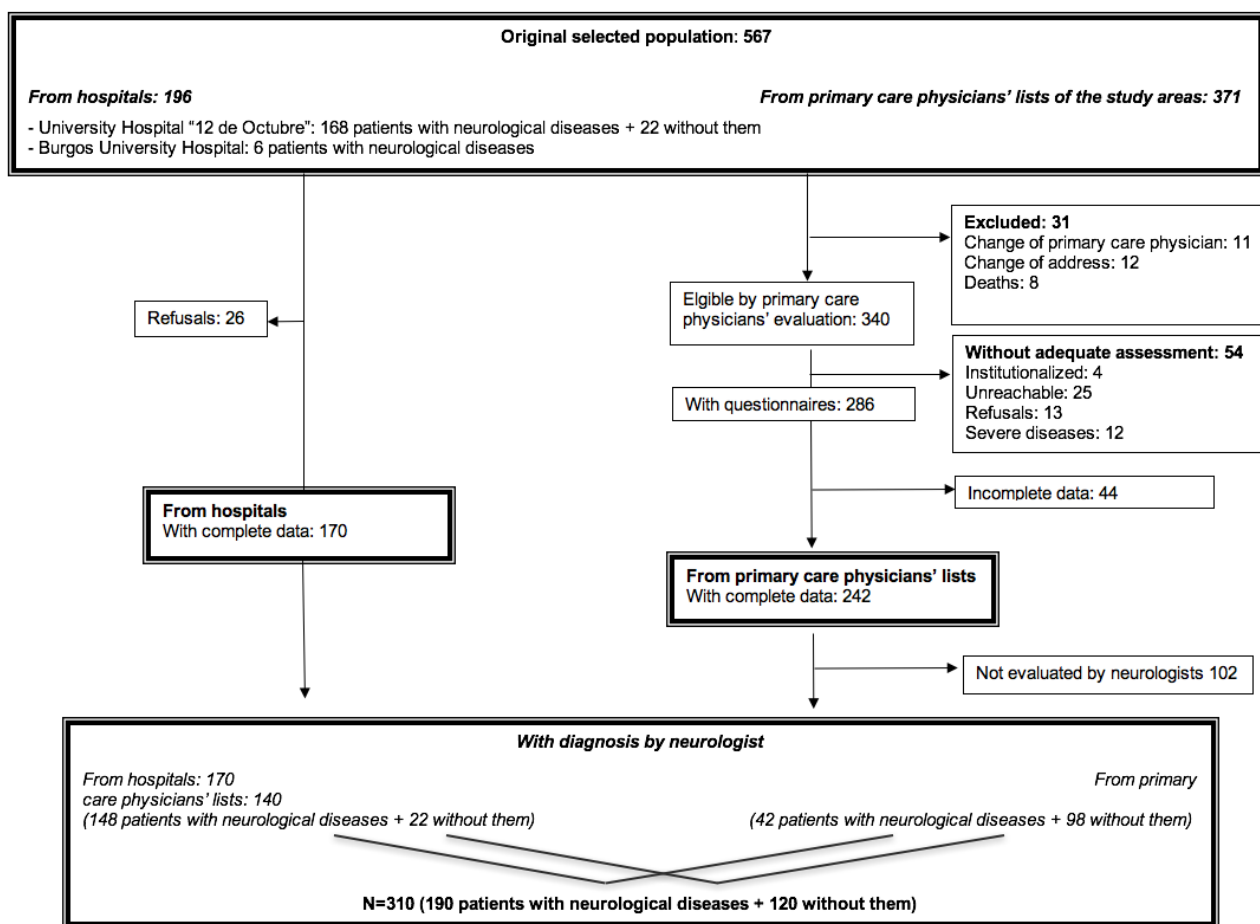 Original selected population: 567
From hospitals: 196
From primary care physicians’ lists of the study areas: 371
- University Hospital “12 de Octubre”: 168 patients with neurological diseases + 22 without them
- Burgos University Hospital: 6 patients with neurological diseases
Excluded: 31
Change of primary care physician: 11
Change of address: 12
Deaths: 8
Refusals: 26
Elgible by primary care
physicians’ evaluation: 340
Without adequate assessment: 54
Institutionalized: 4
Unreachable: 25
Refusals: 13
Severe diseases: 12
With questionnaires: 286
Incomplete data: 44
From hospitals
With complete data: 170
From primary care physicians’ lists
With complete data: 242
Not evaluated by neurologists 102
With diagnosis by neurologist
From hospitals: 170
From primary
care physicians’ lists: 140
(148 patients with neurological diseases + 22 without them)
(42 patients with neurological diseases + 98 without them)
N=310 (190 patients with neurological diseases + 120 without them)